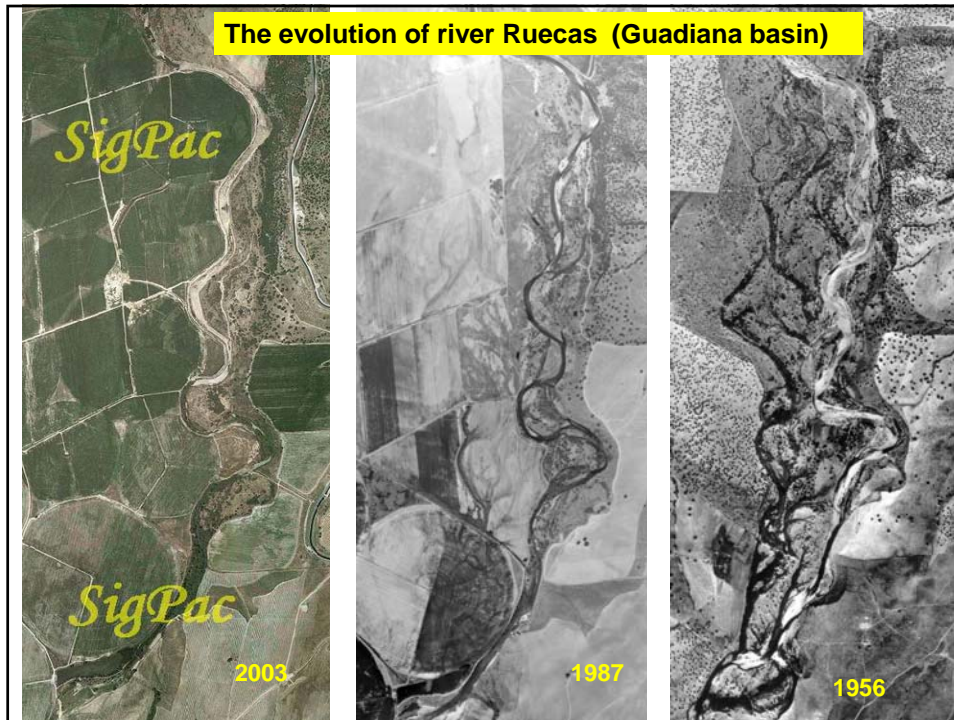 The evolution of river Ruecas (Guadiana basin)
SigPac
SigPac
2003
1987
1956